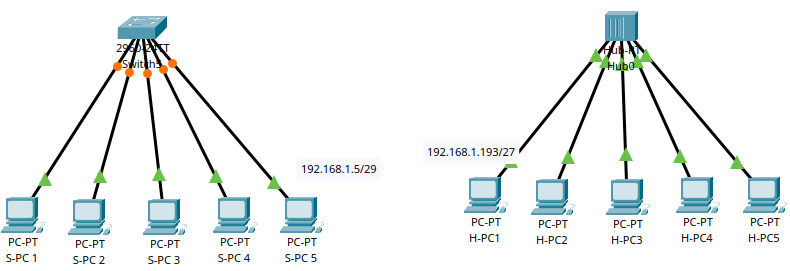 2960-24TT
Switch5
Hub-PT
Hub0
192.168.1.5/29
192.168.1.193/27
PC-PT
S-PC 1
PC-PT
S-PC 2
PC-PT
S-PC 3
PC-PT
S-PC 4
PC-PT
S-PC 5
PC-PT
H-PC1
PC-PT
H-PC2
PC-PT
H-PC3
PC-PT
H-PC4
PC-PT
H-PC5